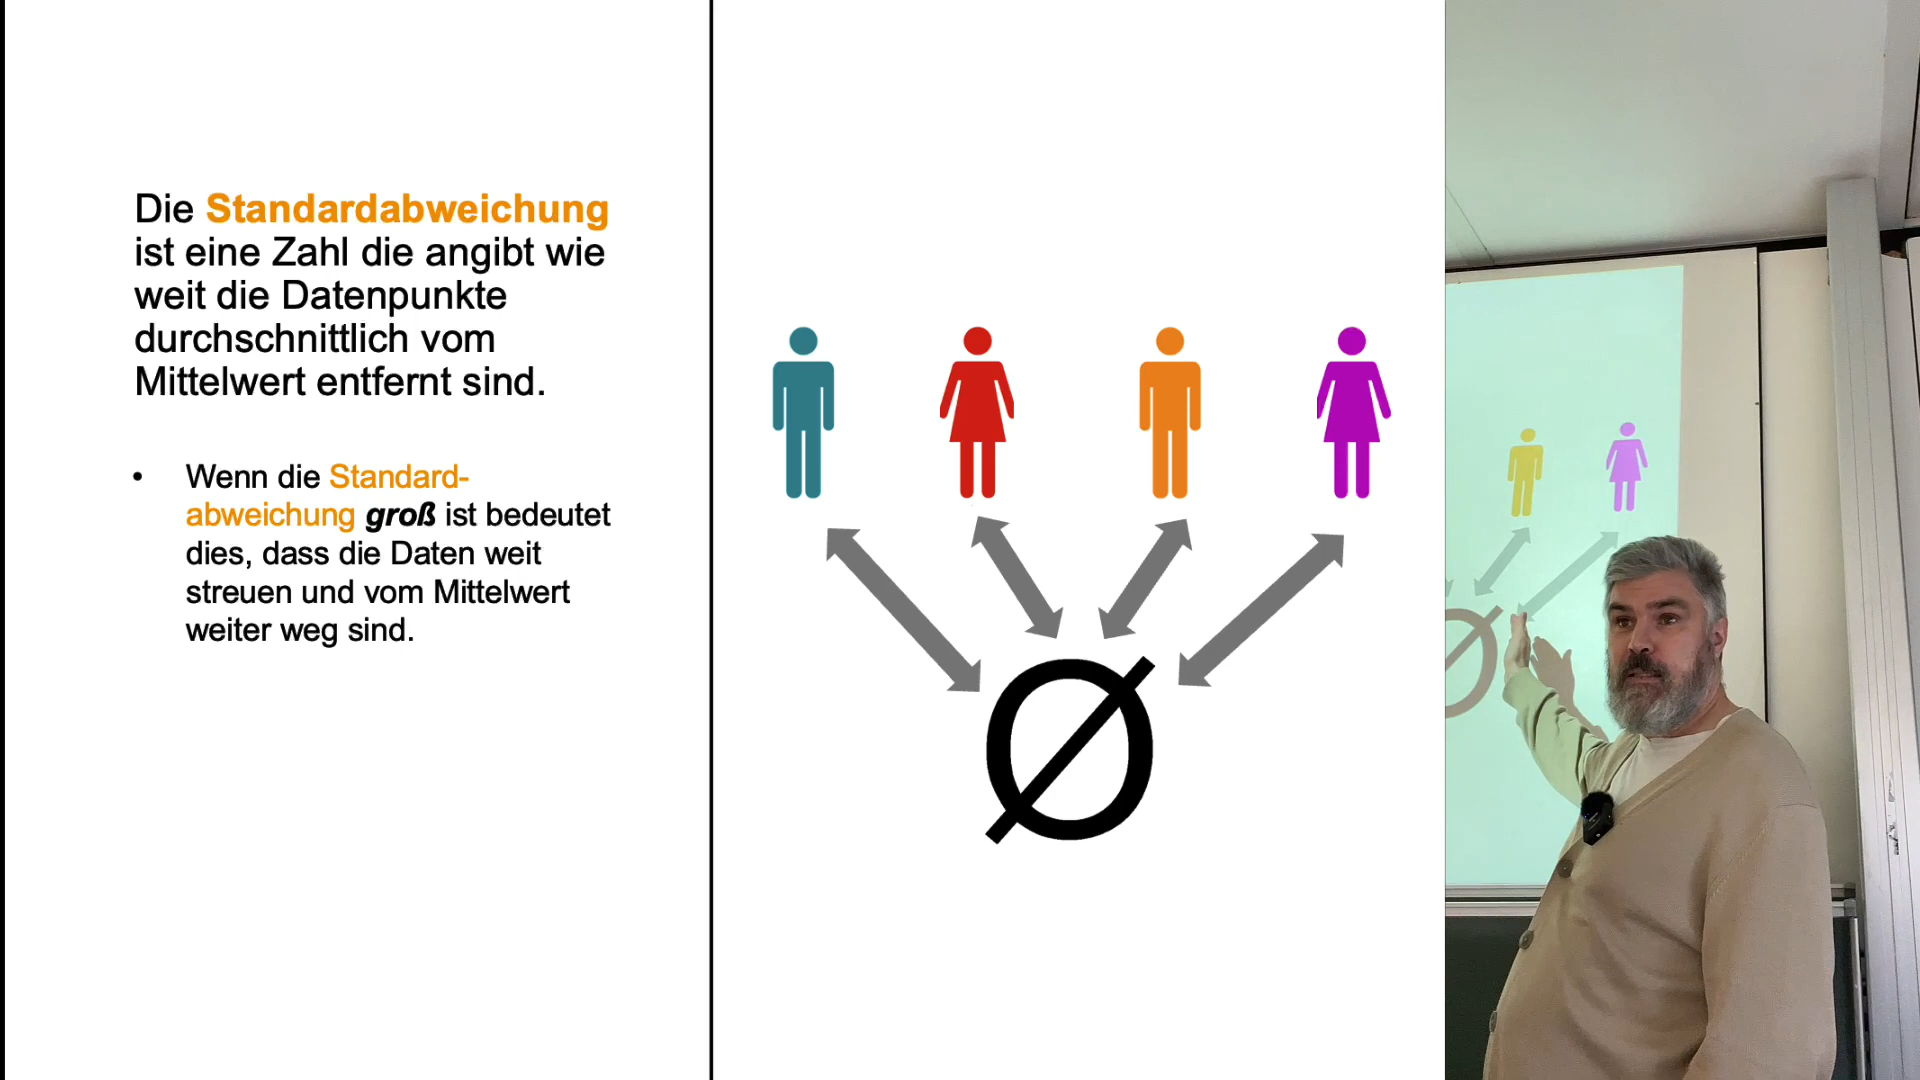 Die Standardabweichung
ist eine Zahl die angibt wie
weit die Datenpunkte
durchschnittlich vom
Mittelwert entfernt sind.
• Wenn die Standard-
abweichung groß ist bedeutet
dies, dass die Daten weit
streuen und vom Mittelwert
weiter weg sind.
Ø